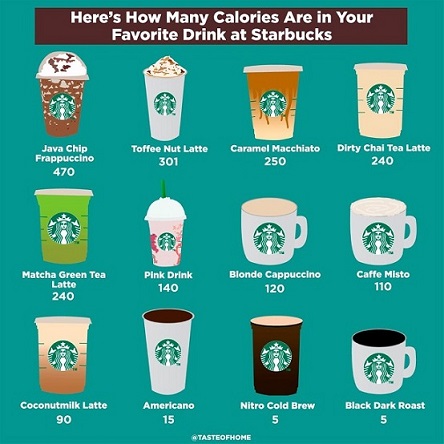 Here's How Many Calories Are in Your
Favorite Drink at Starbucks
Java Chip
Frappuccino
470
Toffee Nut Latte
301
Caramel Macchiato
250
Dirty Chai Tea Latte
240
Matcha Green Tea
Latte
240
Pink Drink
140
Blonde Cappuccino
120
Caffe Misto
110
Coconutmilk Latte
90
Americano
15
Nitro Cold Brew
5
Black Dark Roast
5
@TASTEOFHOME